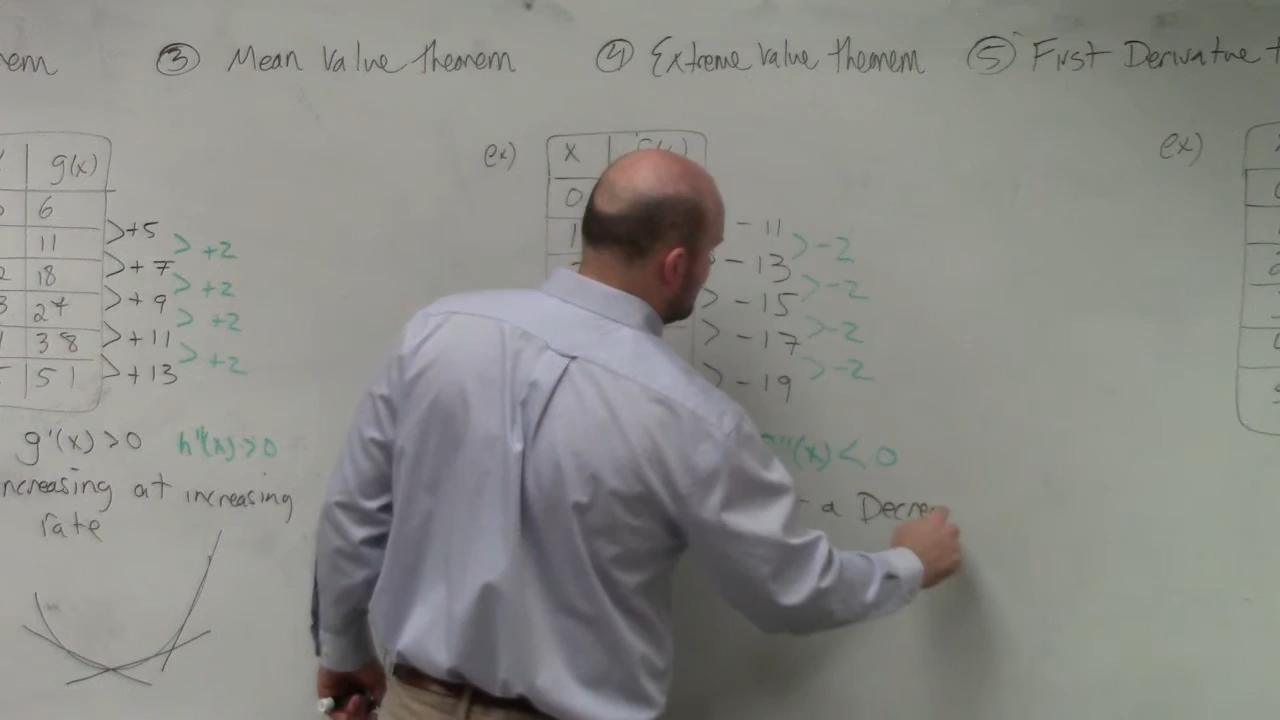 ③ Mean Value theorem
④ Extreme value theorem
⑤ First Derivative
g(x)
6
11
2 18
3 27
38
51
>+5
>+7
>+9
>+11
>+13
>+2
>+2
>+2
>+2
g'(x) > 0 h"(x) > 0
increasing at increasing
rate
ex)
x
0
1
-11
-13
>-15
>-17
>-19
>-2
>-2
>-2
>-2
"(x) < 0
a Decre
ex)